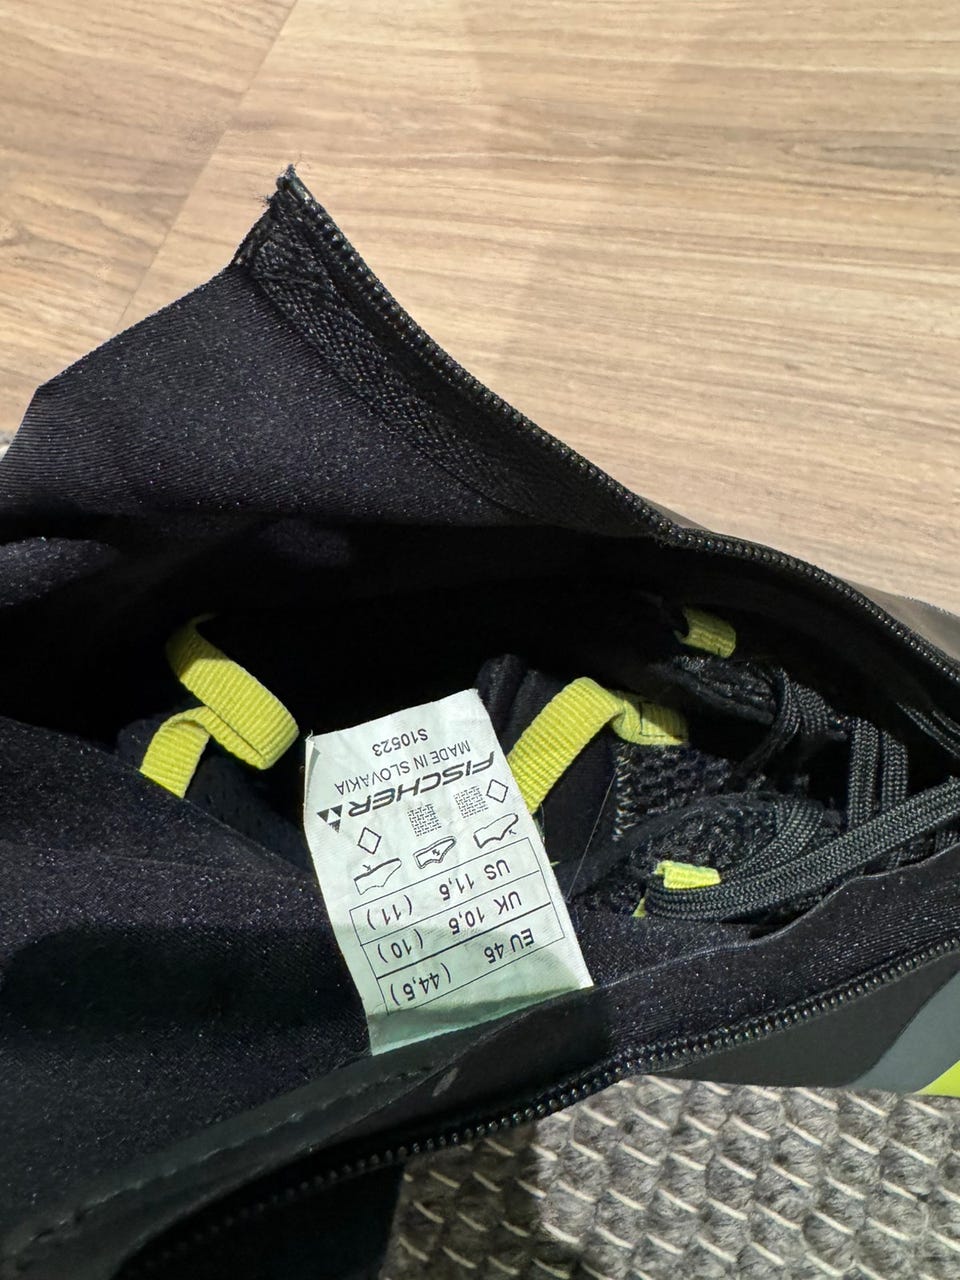 EU 45 (44,5)
UK 10,5 (10)
US 11,5 (11)
FISCHER
MADE IN SLOVAKIA
S10523